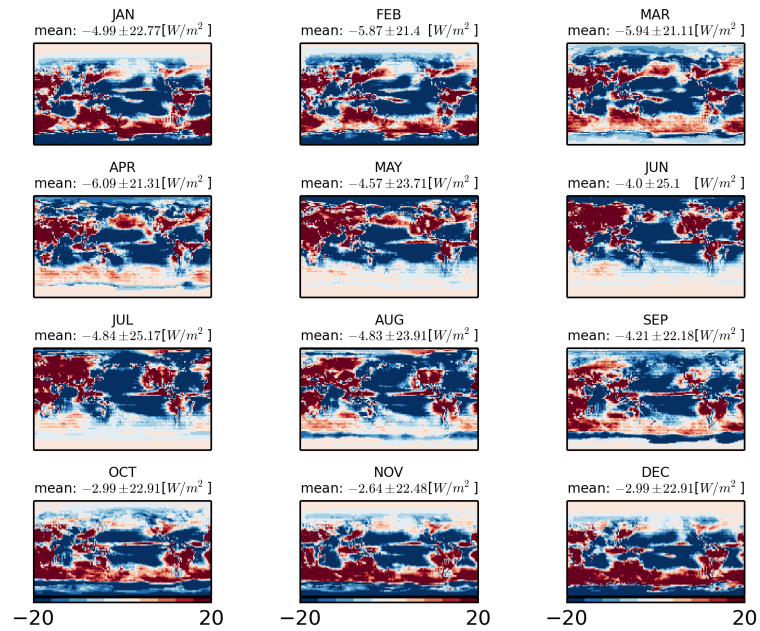 JAN FEB MAR
mean: −4.99±22.77[W/m²] mean: −5.87±21.4 [W/m²] mean: −5.94±21.11[W/m²]
APR MAY JUN
mean: −6.09±21.31[W/m²] mean: −4.57±23.71[W/m²] mean: −4.0±25.1 [W/m²]
JUL AUG SEP
mean: −4.84±25.17[W/m²] mean: −4.83±23.91[W/m²] mean: −4.21±22.18[W/m²]
OCT NOV DEC
mean: −2.99±22.91[W/m²] mean: −2.64±22.48[W/m²] mean: −2.99±22.91[W/m²]
−20 20 −20 20 −20 20